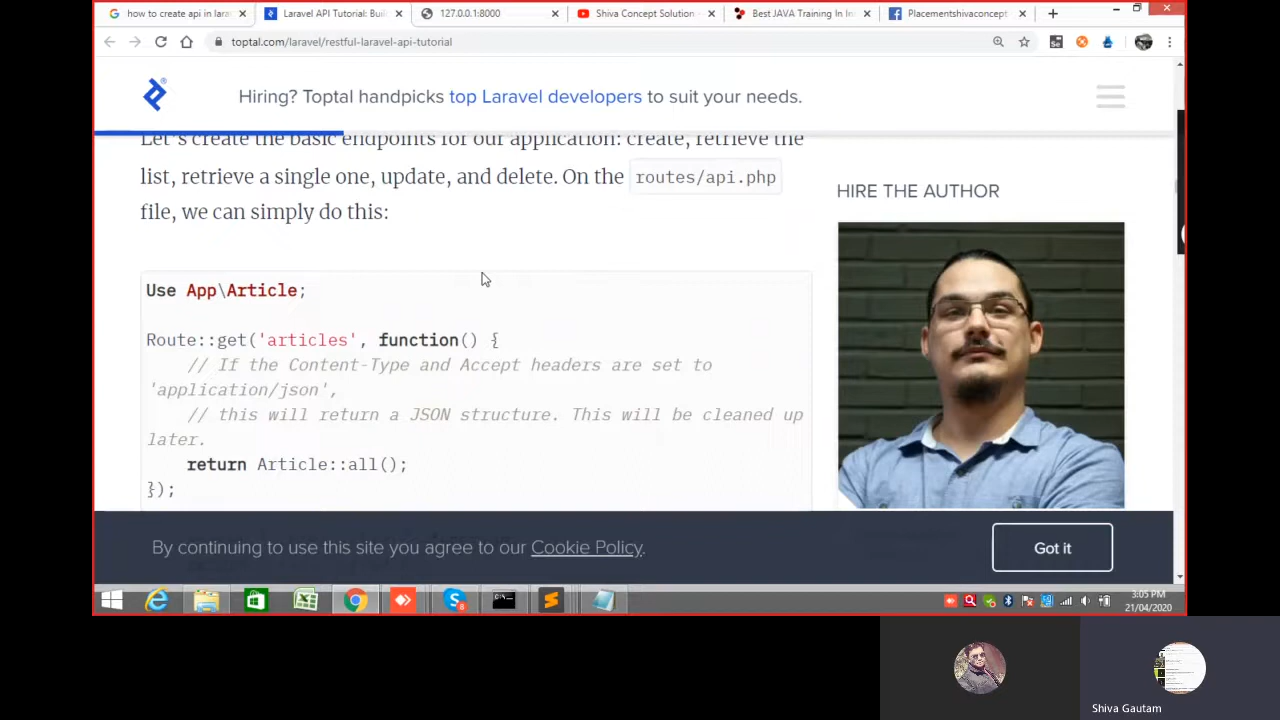 how to create api in lara
Laravel API Tutorial: Buil
127.0.0.1:8000
Shiva Concept Solution -
Best JAVA Training In In
Placementshivaconcept
toptal.com/laravel/restful-laravel-api-tutorial
Hiring? Toptal handpicks top Laravel developers to suit your needs.
Let's create the basic endpoints for our application: create, retrieve the
list, retrieve a single one, update, and delete. On the routes/api.php
file, we can simply do this:
HIRE THE AUTHOR
Use App\Article;
Route::get('articles', function() {
// If the Content-Type and Accept headers are set to
'application/json',
// this will return a JSON structure. This will be cleaned up
later.
return Article::all();
});
By continuing to use this site you agree to our Cookie Policy.
Got it
3:05 PM
21/04/2020
Shiva Gautam